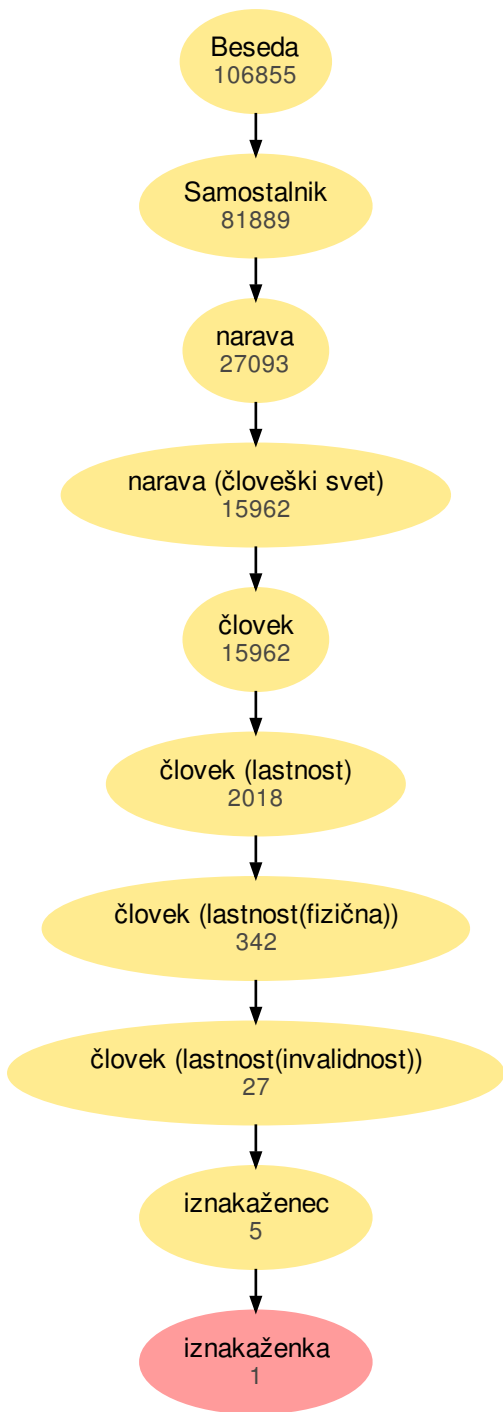 Beseda
106855
Samostalnik
81889
narava
27093
narava (človeški svet)
15962
človek
15962
človek (lastnost)
2018
človek (lastnost(fizična))
342
človek (lastnost(invalidnost))
27
iznakaženec
5
iznakaženka
1